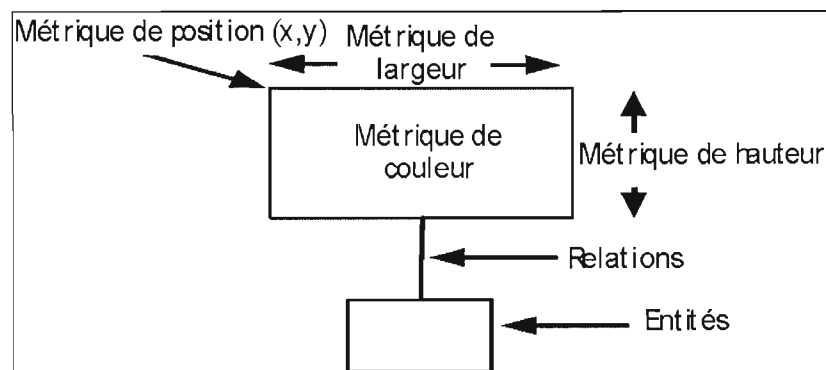 Métrique de position (x,y)
Métrique de
largeur
Métrique de
couleur
Métrique de hauteur
Relations
Entités